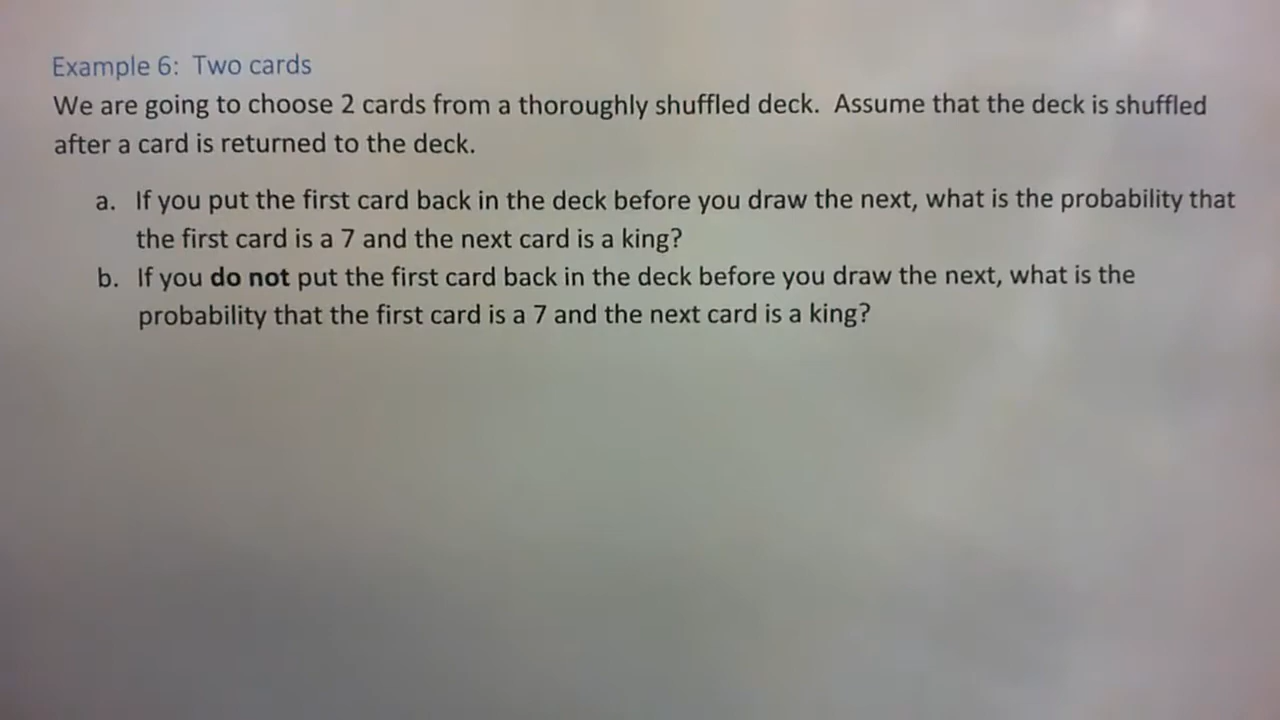 Example 6:  Two cards
We are going to choose 2 cards from a thoroughly shuffled deck.  Assume that the deck is shuffled
after a card is returned to the deck.
a. If you put the first card back in the deck before you draw the next, what is the probability that
the first card is a 7 and the next card is a king?
b. If you do not put the first card back in the deck before you draw the next, what is the
probability that the first card is a 7 and the next card is a king?